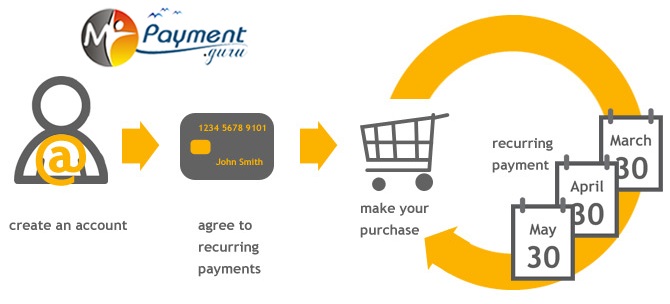 M
Payment
.guru
@
create an account
1234 5678 9101
John Smith
agree to
recurring
payments
make your
purchase
recurring
payment
March
30
April
30
May
30